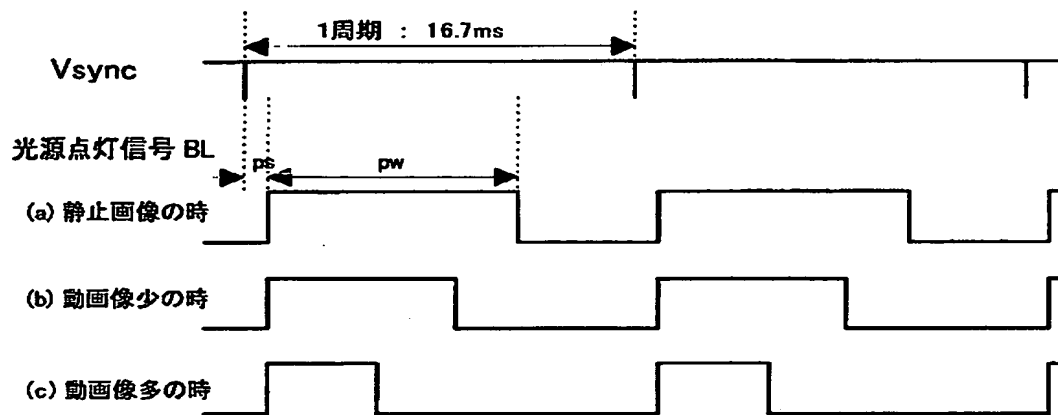 1周期 : 16.7ms
Vsync
光源点灯信号 BL
ps
pw
(a) 静止画像の時
(b) 動画像少の時
(c) 動画像多の時